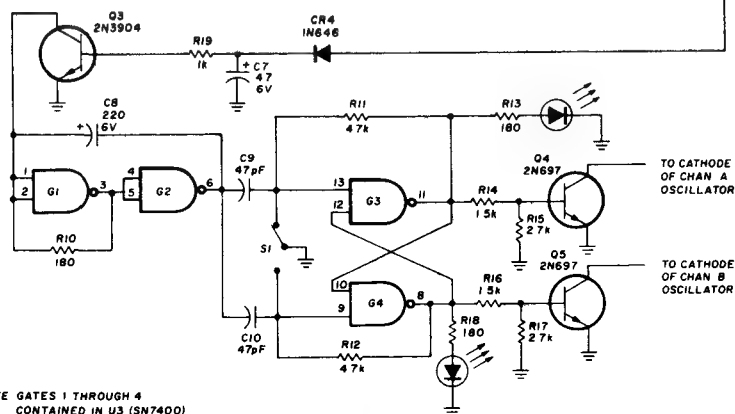 Q3
2N3904
CR4
1N646
R19
1k
+ C7
47
6V
C8
220
+ 6V
R11
47k
R13
180
C9
47pF
Q4
2N697
TO CATHODE
OF CHAN A
OSCILLATOR
1
2
G1
3
4
5
G2
6
13
12
G3
11
R14
1 5k
R15
2 7k
R10
180
S1
Q5
2N697
TO CATHODE
OF CHAN B
OSCILLATOR
10
9
G4
8
R16
1 5k
R17
2 7k
R18
180
C10
47pF
R12
47k
E GATES 1 THROUGH 4
CONTAINED IN U3 (SN7400)